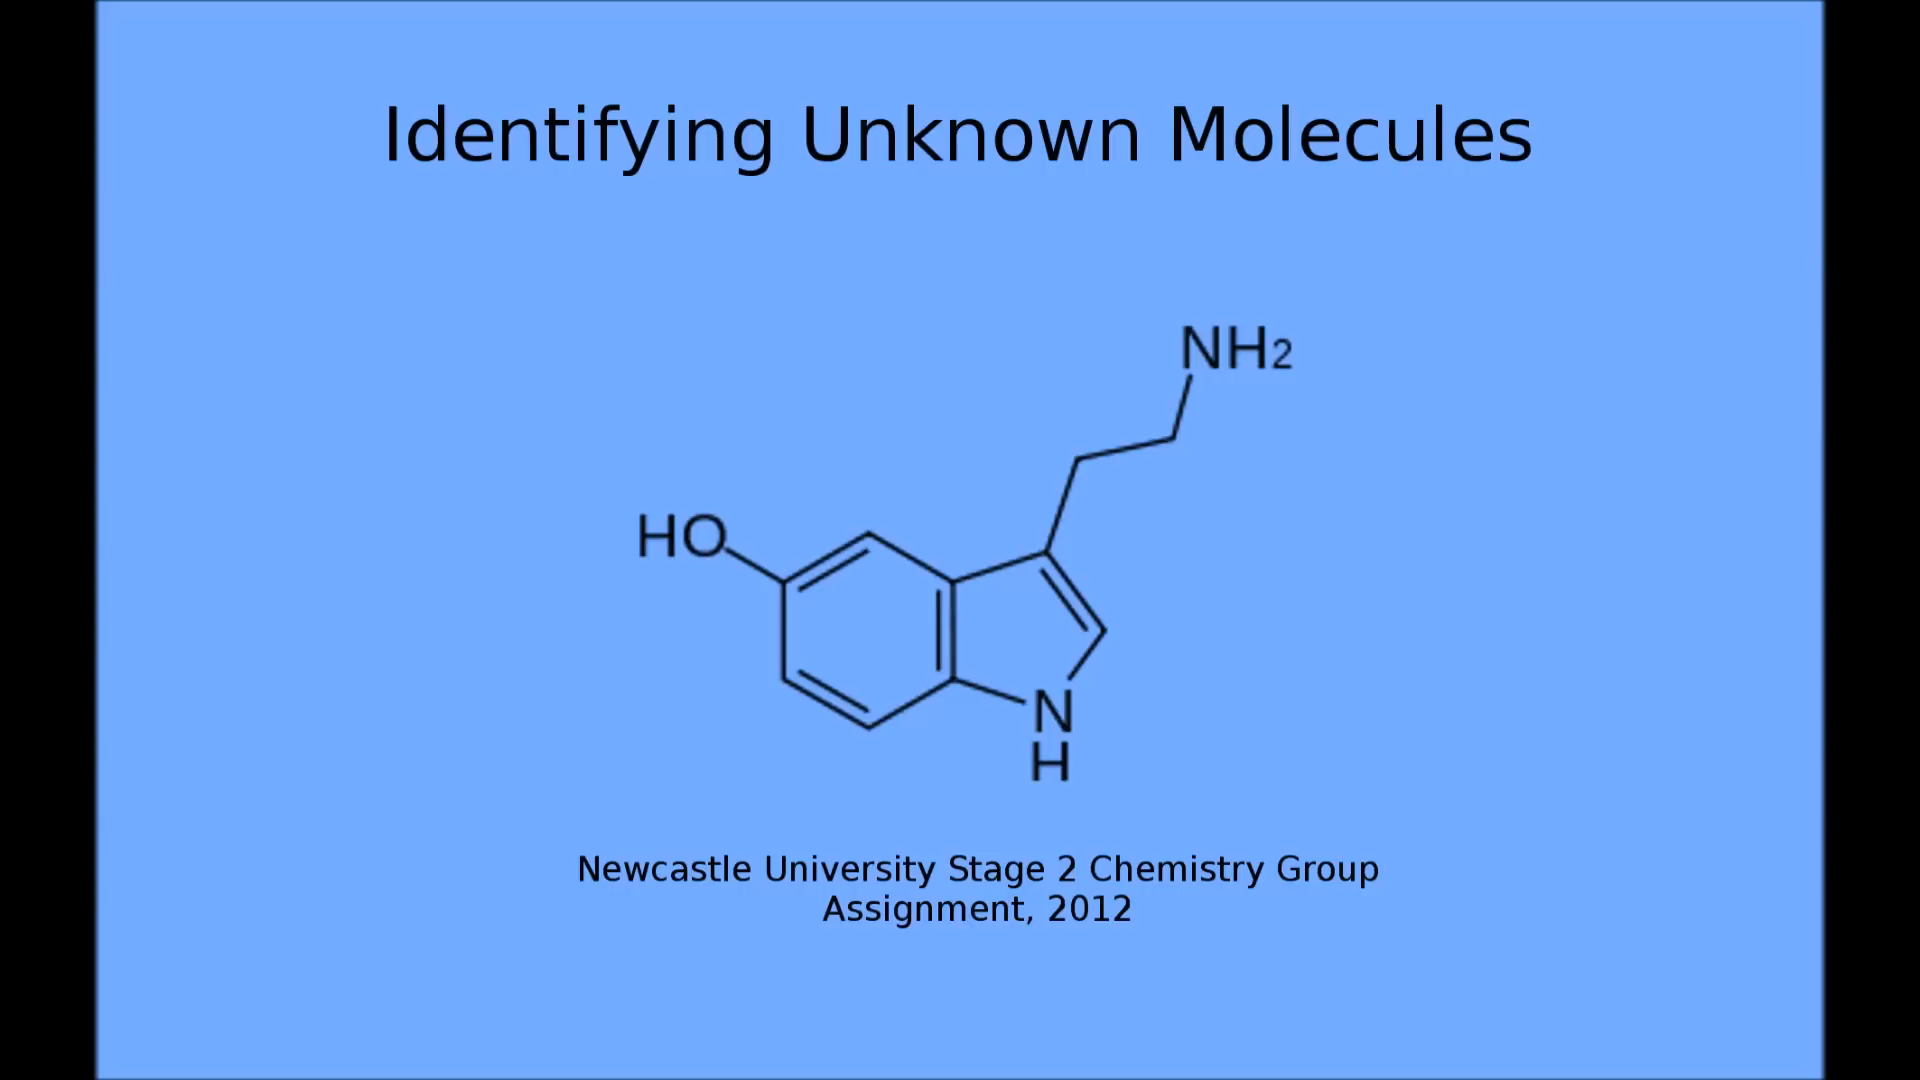 Identifying Unknown Molecules
NH2
HO
N
H
Newcastle University Stage 2 Chemistry Group
Assignment, 2012